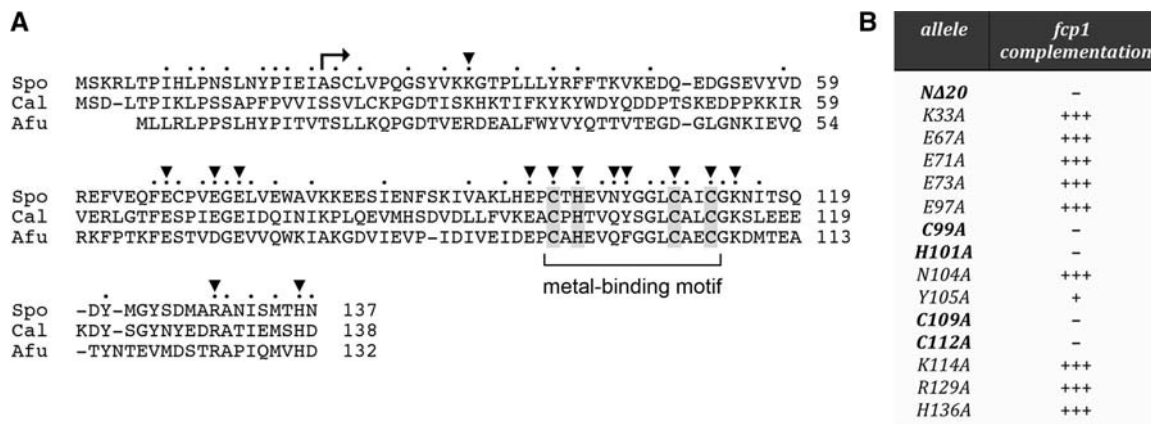 A
Spo MSKRLTPIHLPNSLNYPIEIASCLVPQGSYVKKGTPLLLYRFFTKVKEDQ-EDGSEVYVD 59
Cal MSD-LTPIKLPSSAPFPVVISSVLCKPGDTISKHKTIFKYKYWDYQDDPTSKEDPPKKIR 59
Afu MLLRLPPSLHYPITVTSLLKQPGDTVERDEALFWYVYQTTVTEGD-GLGNKIEVQ 54
Spo REFVEQFECPVEGELVEWAVKKEESIENFSKIVAKLHEPCTHEVNYGGLCAICGKNITSQ 119
Cal VERLGTFESPIEGEIDQINIKPLQEVMHSDVDLLFVKEACPHTVQYSGLCALCGKSLEEE 119
Afu RKFPTKFESTVDGEVVQWKIAKGDVIEVP-IDIVEIDEPCAHEVQFGGLCAECGKDMTEA 113
metal-binding motif
Spo -DY-MGYSDMARANISMTHN 137
Cal KDY-SGYNYEDRATIEMSHD 138
Afu -TYNTEVMDSTRAPIQMVHD 132
B
allele fcp1
complementation
NΔ20 –
K33A +++
E67A +++
E71A +++
E73A +++
E97A +++
C99A –
H101A –
N104A +++
Y105A +
C109A –
C112A –
K114A +++
R129A +++
H136A +++